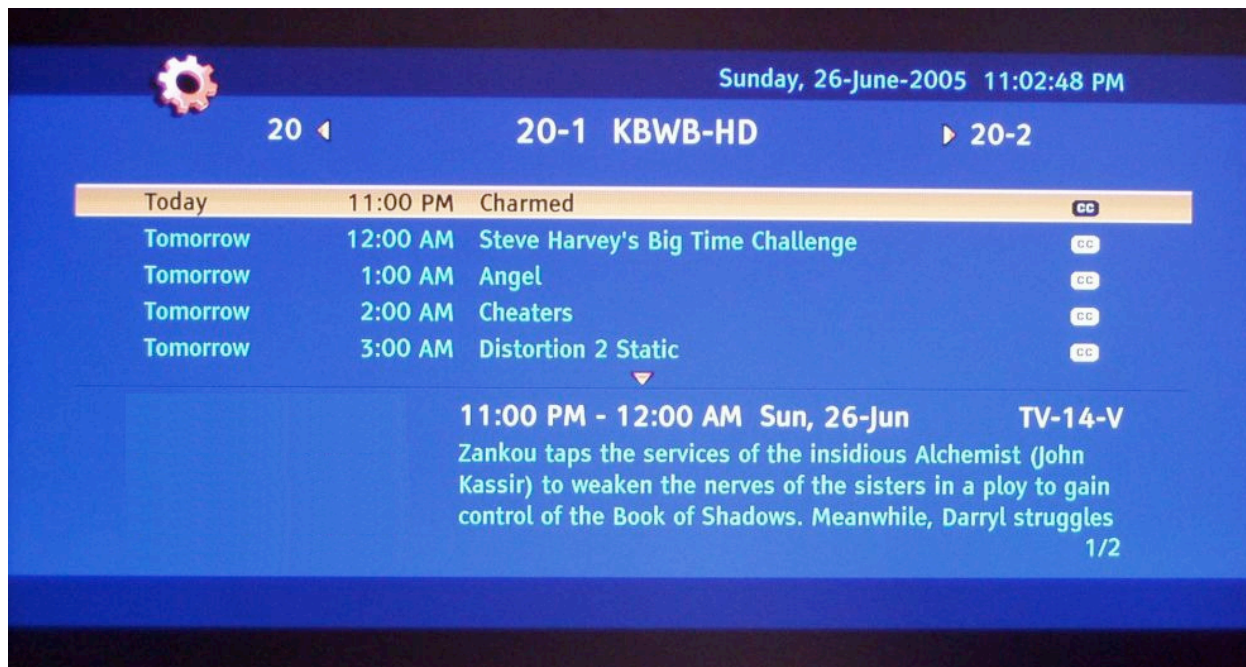 Sunday, 26-June-2005 11:02:48 PM
20 20-1 KBWB-HD 20-2
Today 11:00 PM Charmed CC
Tomorrow 12:00 AM Steve Harvey's Big Time Challenge CC
Tomorrow 1:00 AM Angel CC
Tomorrow 2:00 AM Cheaters CC
Tomorrow 3:00 AM Distortion 2 Static CC
11:00 PM - 12:00 AM Sun, 26-Jun TV-14-V
Zankou taps the services of the insidious Alchemist (John
Kassir) to weaken the nerves of the sisters in a ploy to gain
control of the Book of Shadows. Meanwhile, Darryl struggles
1/2